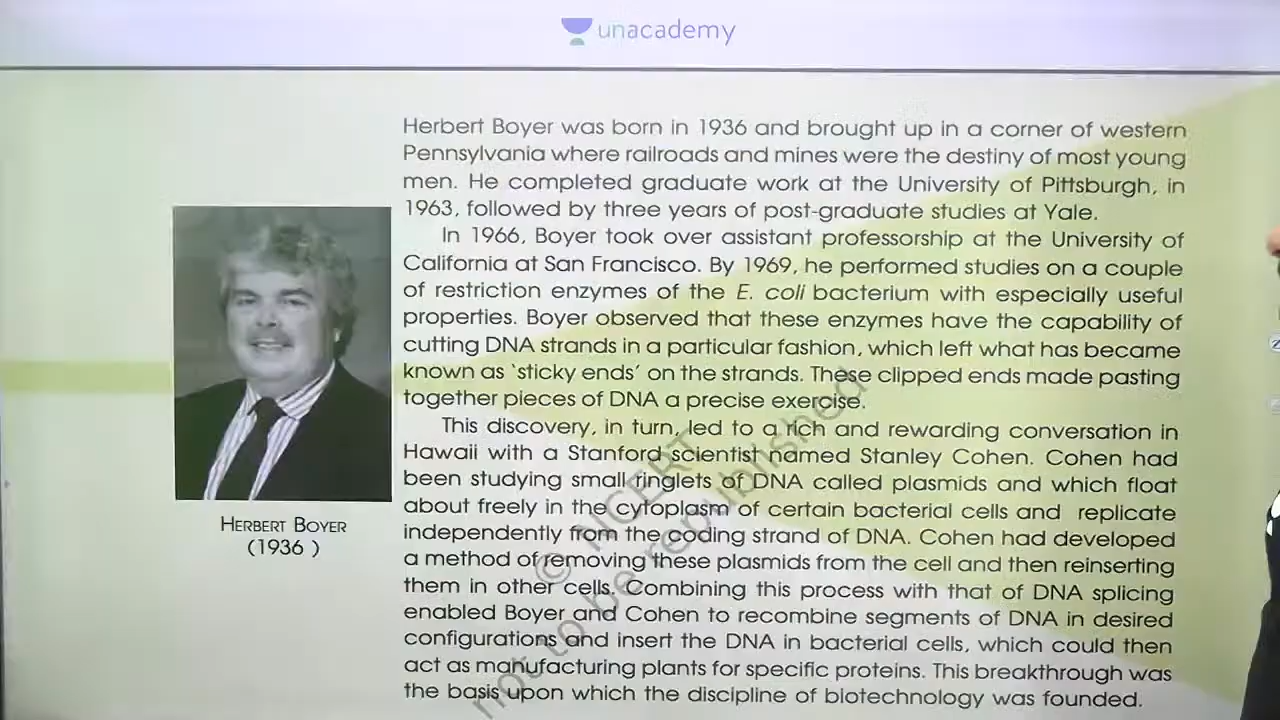 unacademy
Herbert Boyer was born in 1936 and brought up in a corner of western
Pennsylvania where railroads and mines were the destiny of most young
men. He completed graduate work at the University of Pittsburgh, in
1963, followed by three years of post-graduate studies at Yale.
In 1966, Boyer took over assistant professorship at the University of
California at San Francisco. By 1969, he performed studies on a couple
of restriction enzymes of the E. coli bacterium with especially useful
properties. Boyer observed that these enzymes have the capability of
cutting DNA strands in a particular fashion, which left what has became
known as ‘sticky ends’ on the strands. These clipped ends made pasting
together pieces of DNA a precise exercise.
This discovery, in turn, led to a rich and rewarding conversation in
Hawaii with a Stanford scientist named Stanley Cohen. Cohen had
been studying small ringlets of DNA called plasmids and which float
about freely in the cytoplasm of certain bacterial cells and replicate
independently from the coding strand of DNA. Cohen had developed
a method of removing these plasmids from the cell and then reinserting
them in other cells. Combining this process with that of DNA splicing
enabled Boyer and Cohen to recombine segments of DNA in desired
configurations and insert the DNA in bacterial cells, which could then
act as manufacturing plants for specific proteins. This breakthrough was
the basis upon which the discipline of biotechnology was founded.
HERBERT BOYER
(1936 )
© NCERT
not to be republished